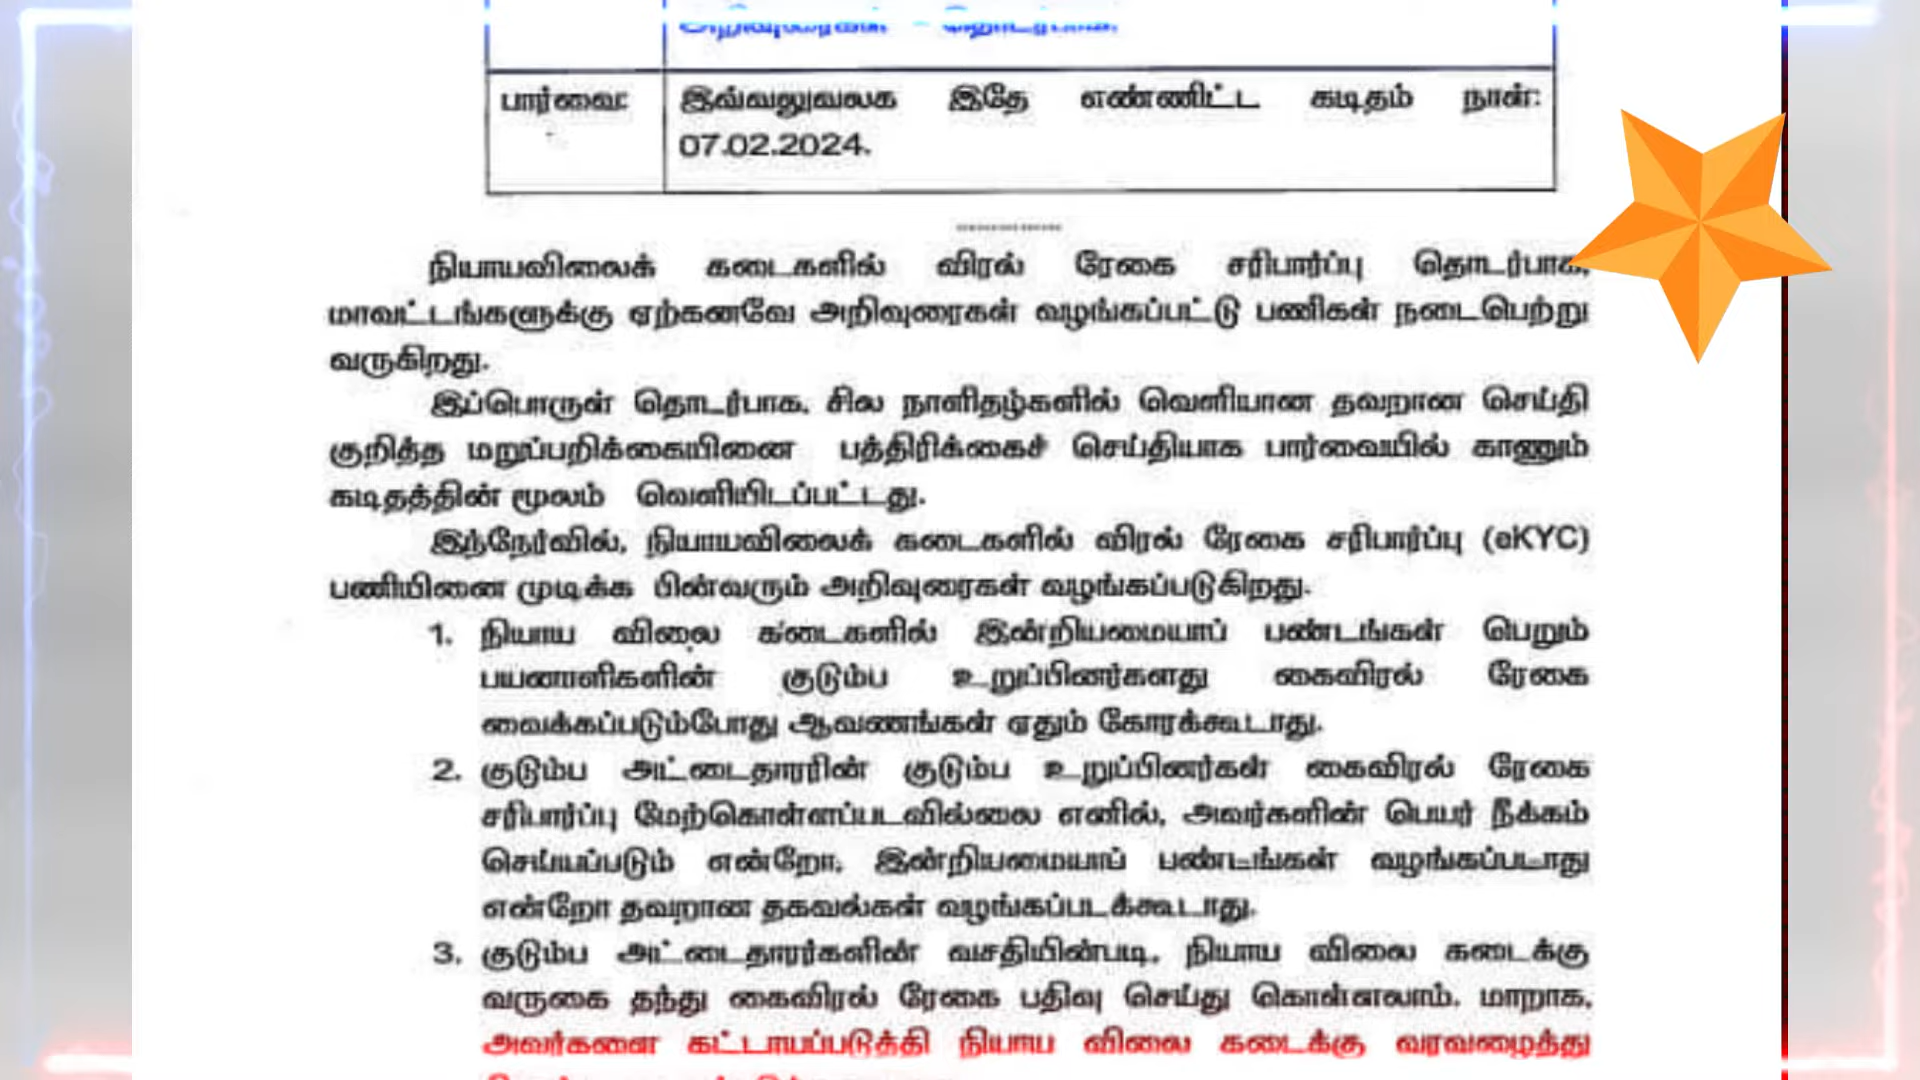 அறிவுரைகள் - தொடர்பாக.
பார்வை: இவ்வலுவலக இதே எண்ணிட்ட கடிதம் நாள்:
07.02.2024.
நியாயவிலைக் கடைகளில் விரல் ரேகை சரிபார்ப்பு தொடர்பாக,
மாவட்டங்களுக்கு ஏற்கனவே அறிவுரைகள் வழங்கப்பட்டு பணிகள் நடைபெற்று
வருகிறது.
இப்பொருள் தொடர்பாக, சில நாளிதழ்களில் வெளியான தவறான செய்தி
குறித்த மறுப்பறிக்கையினை பத்திரிக்கைச் செய்தியாக பார்வையில் காணும்
கடிதத்தின் மூலம் வெளியிடப்பட்டது.
இந்நேர்வில், நியாயவிலைக் கடைகளில் விரல் ரேகை சரிபார்ப்பு (eKYC)
பணியினை முடிக்க பின்வரும் அறிவுரைகள் வழங்கப்படுகிறது.
1. நியாய விலை கடைகளில் இன்றியமையாப் பண்டங்கள் பெறும்
பயனாளிகளின் குடும்ப உறுப்பினர்களது கைவிரல் ரேகை
வைக்கப்படும்போது ஆவணங்கள் ஏதும் கோரக்கூடாது.
2. குடும்ப அட்டைதாரரின் குடும்ப உறுப்பினர்கள் கைவிரல் ரேகை
சரிபார்ப்பு மேற்கொள்ளப்படவில்லை எனில், அவர்களின் பெயர் நீக்கம்
செய்யப்படும் என்றோ, இன்றியமையாப் பண்டங்கள் வழங்கப்படாது
என்றோ தவறான தகவல்கள் வழங்கப்படக்கூடாது.
3. குடும்ப அட்டைதாரர்களின் வசதியின்படி, நியாய விலை கடைக்கு
வருகை தந்து கைவிரல் ரேகை பதிவு செய்து கொள்ளலாம். மாறாக,
அவர்களை கட்டாயப்படுத்தி நியாய விலை கடைக்கு வரவழைத்து